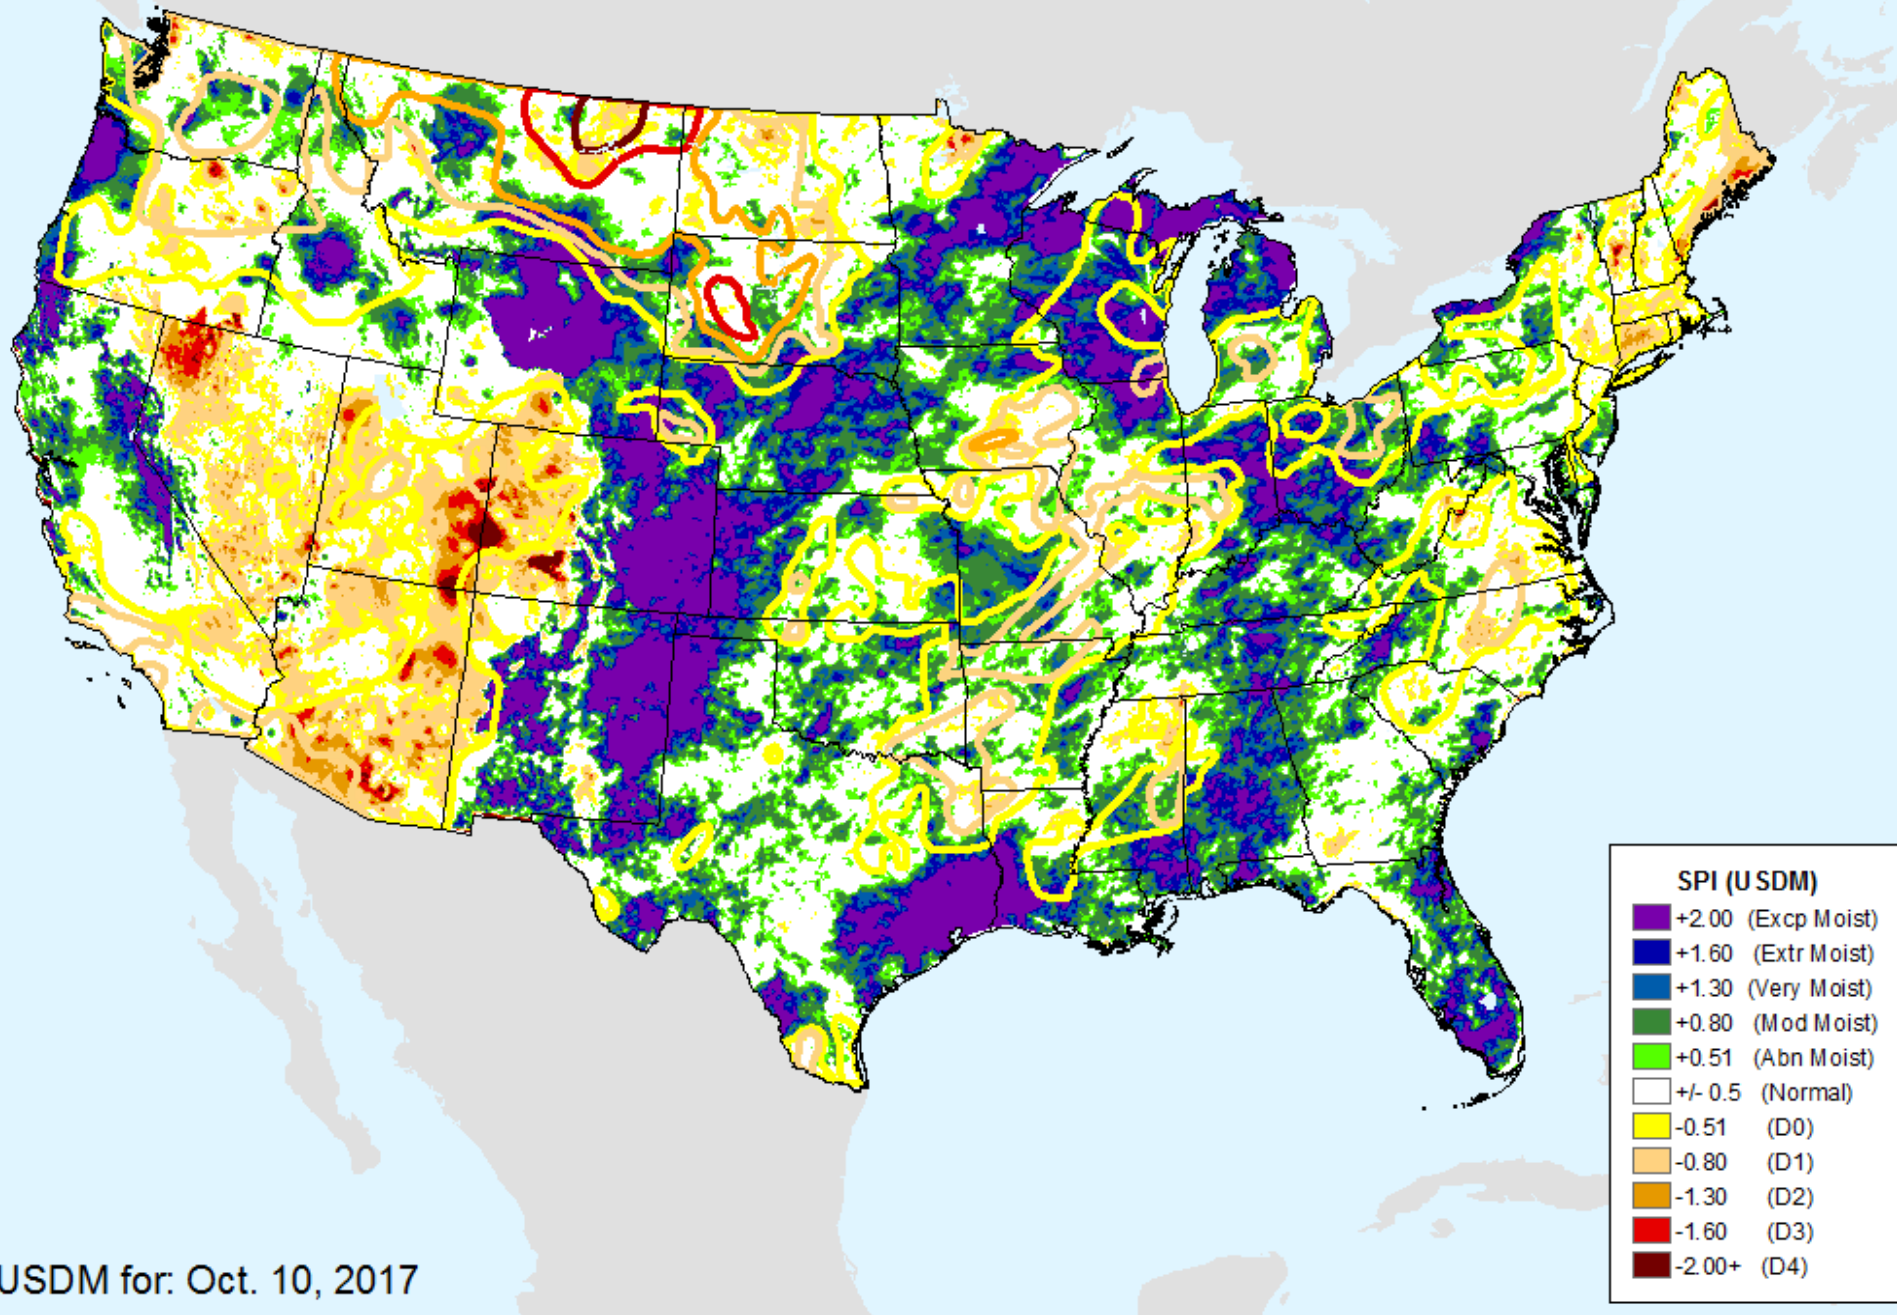 SPI (USDM)
+2.00 (Excp Moist)
+1.60 (Extr Moist)
+1.30 (Very Moist)
+0.80 (Mod Moist)
+0.51 (Abn Moist)
+/- 0.5 (Normal)
-0.51 (D0)
-0.80 (D1)
-1.30 (D2)
-1.60 (D3)
-2.00+ (D4)
USDM for: Oct. 10, 2017